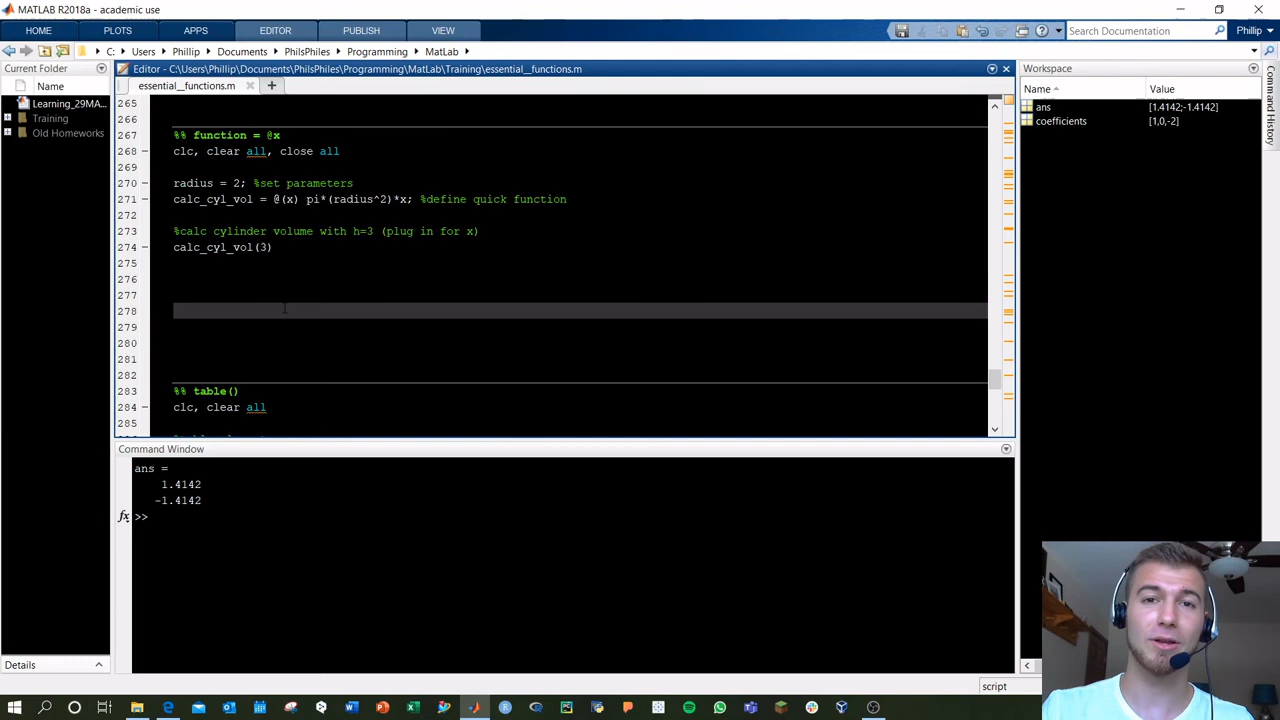 MATLAB R2018a - academic use
HOME PLOTS APPS EDITOR PUBLISH VIEW
Search Documentation Phillip
C: Users Phillip Documents PhilsPhiles Programming MatLab
Current Folder
Name
Learning_29MA...
Training
Old Homeworks
Details
Editor - C:\Users\Phillip\Documents\PhilsPhiles\Programming\MatLab\Training\essential__functions.m
essential__functions.m
265
266
267 %% function = @x
268 clc, clear all, close all
269
270 radius = 2; %set parameters
271 calc_cyl_vol = @(x) pi*(radius^2)*x; %define quick function
272
273 %calc cylinder volume with h=3 (plug in for x)
274 calc_cyl_vol(3)
275
276
277
278
279
280
281
282
283 %% table()
284 clc, clear all
285
Command Window
ans =
1.4142
-1.4142
fx >>
Workspace
Name Value
ans [1.4142;-1.4142]
coefficients [1,0,-2]
Command History
script